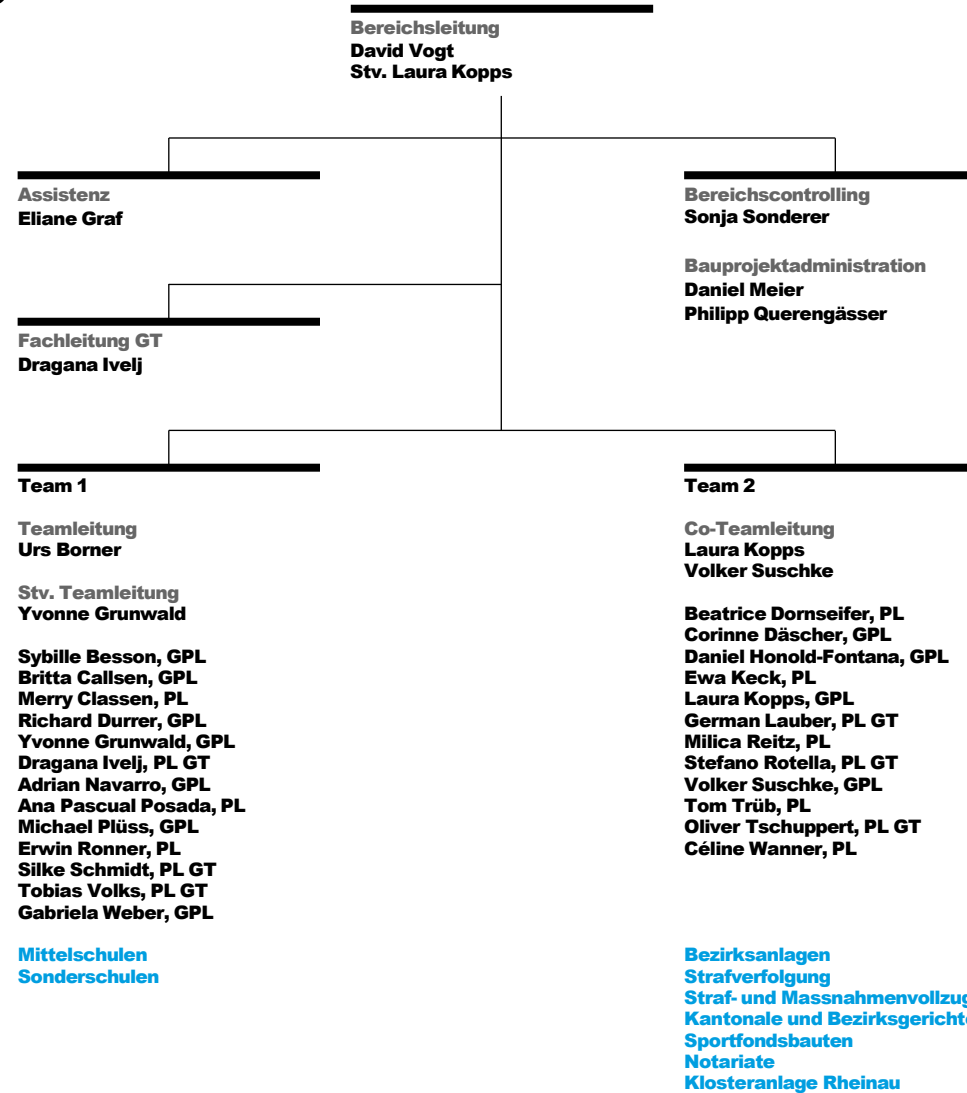 Bereichsleitung
David Vogt
Stv. Laura Kopps
Assistenz
Eliane Graf
Bereichscontrolling
Sonja Sonderer
Bauprojektadministration
Daniel Meier
Philipp Querengässer
Fachleitung GT
Dragana Ivelj
Team 1
Teamleitung
Urs Borner
Stv. Teamleitung
Yvonne Grunwald
Sybille Besson, GPL
Britta Callsen, GPL
Merry Classen, PL
Richard Durrer, GPL
Yvonne Grunwald, GPL
Dragana Ivelj, PL GT
Adrian Navarro, GPL
Ana Pascual Posada, PL
Michael Plüss, GPL
Erwin Ronner, PL
Silke Schmidt, PL GT
Tobias Volks, PL GT
Gabriela Weber, GPL
Mittelschulen
Sonderschulen
Team 2
Co-Teamleitung
Laura Kopps
Volker Suschke
Beatrice Dornseifer, PL
Corinne Däscher, GPL
Daniel Honold-Fontana, GPL
Ewa Keck, PL
Laura Kopps, GPL
German Lauber, PL GT
Milica Reitz, PL
Stefano Rotella, PL GT
Volker Suschke, GPL
Tom Trüb, PL
Oliver Tschuppert, PL GT
Céline Wanner, PL
Bezirksanlagen
Strafverfolgung
Straf- und Massnahmenvollzug
Kantonale und Bezirksgerichte
Sportfondsbauten
Notariate
Klosteranlage Rheinau